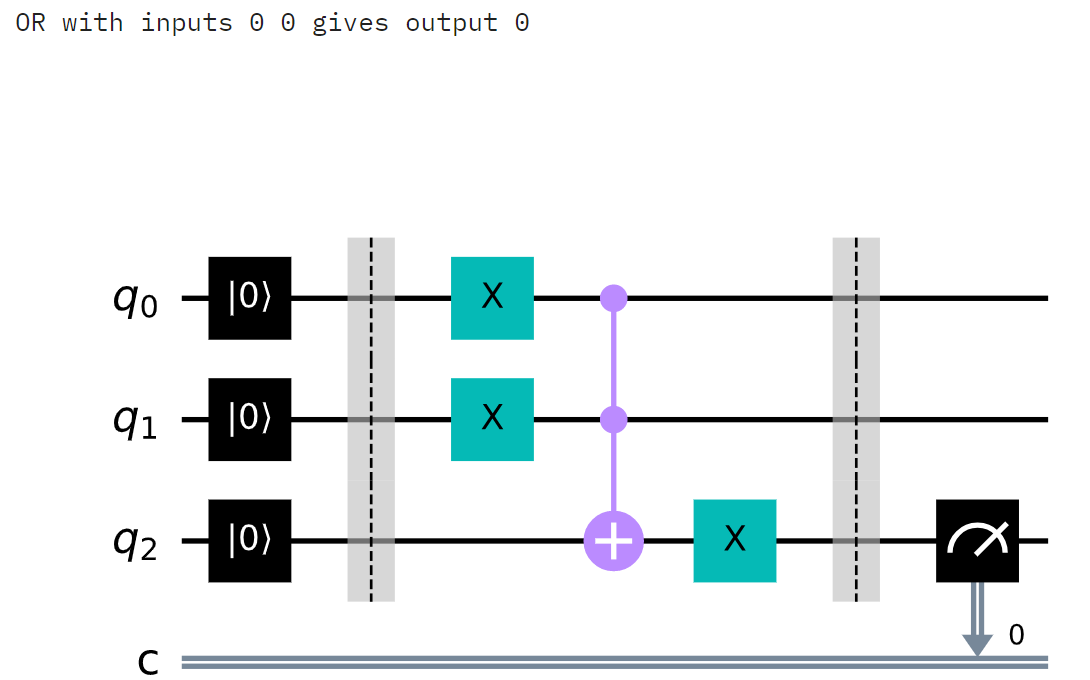 OR with inputs 0 0 gives output 0
q0 |0⟩ X
q1 |0⟩ X
q2 |0⟩ X
0
c